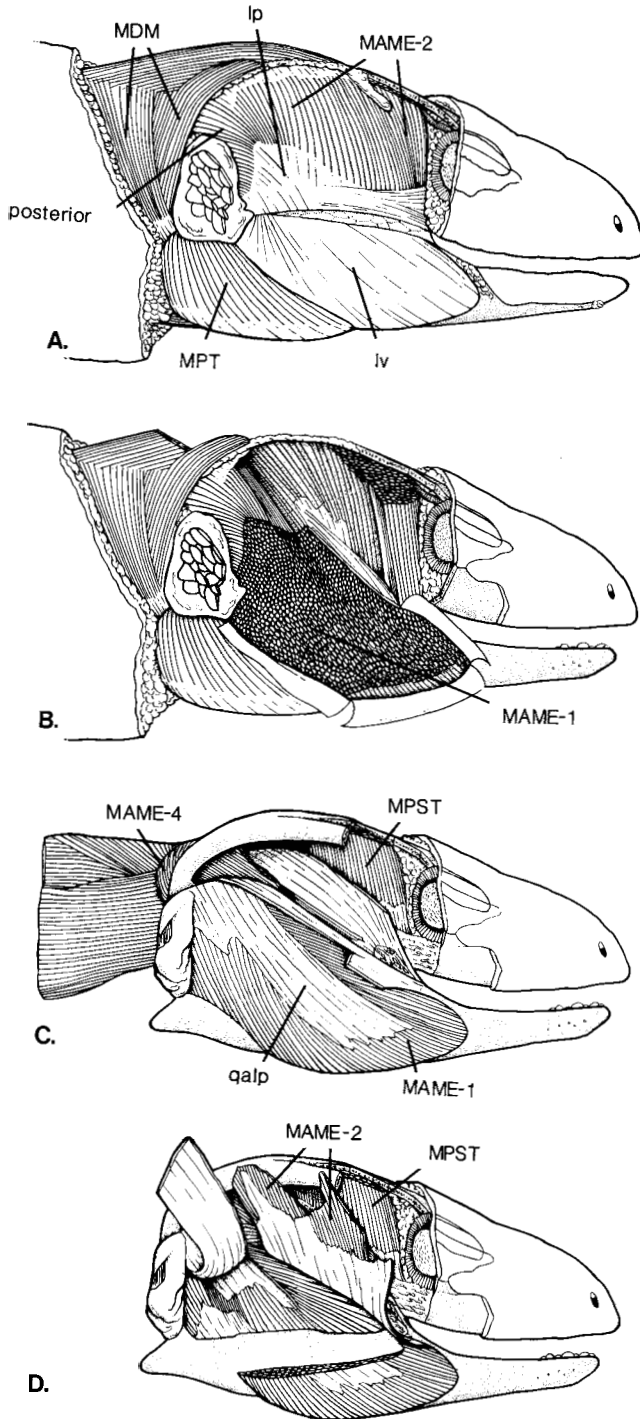 lp
MDM
MAME-2
posterior
A.
MPT
lv
B.
MAME-1
MAME-4
MPST
C.
qalp
MAME-1
MAME-2
MPST
D.